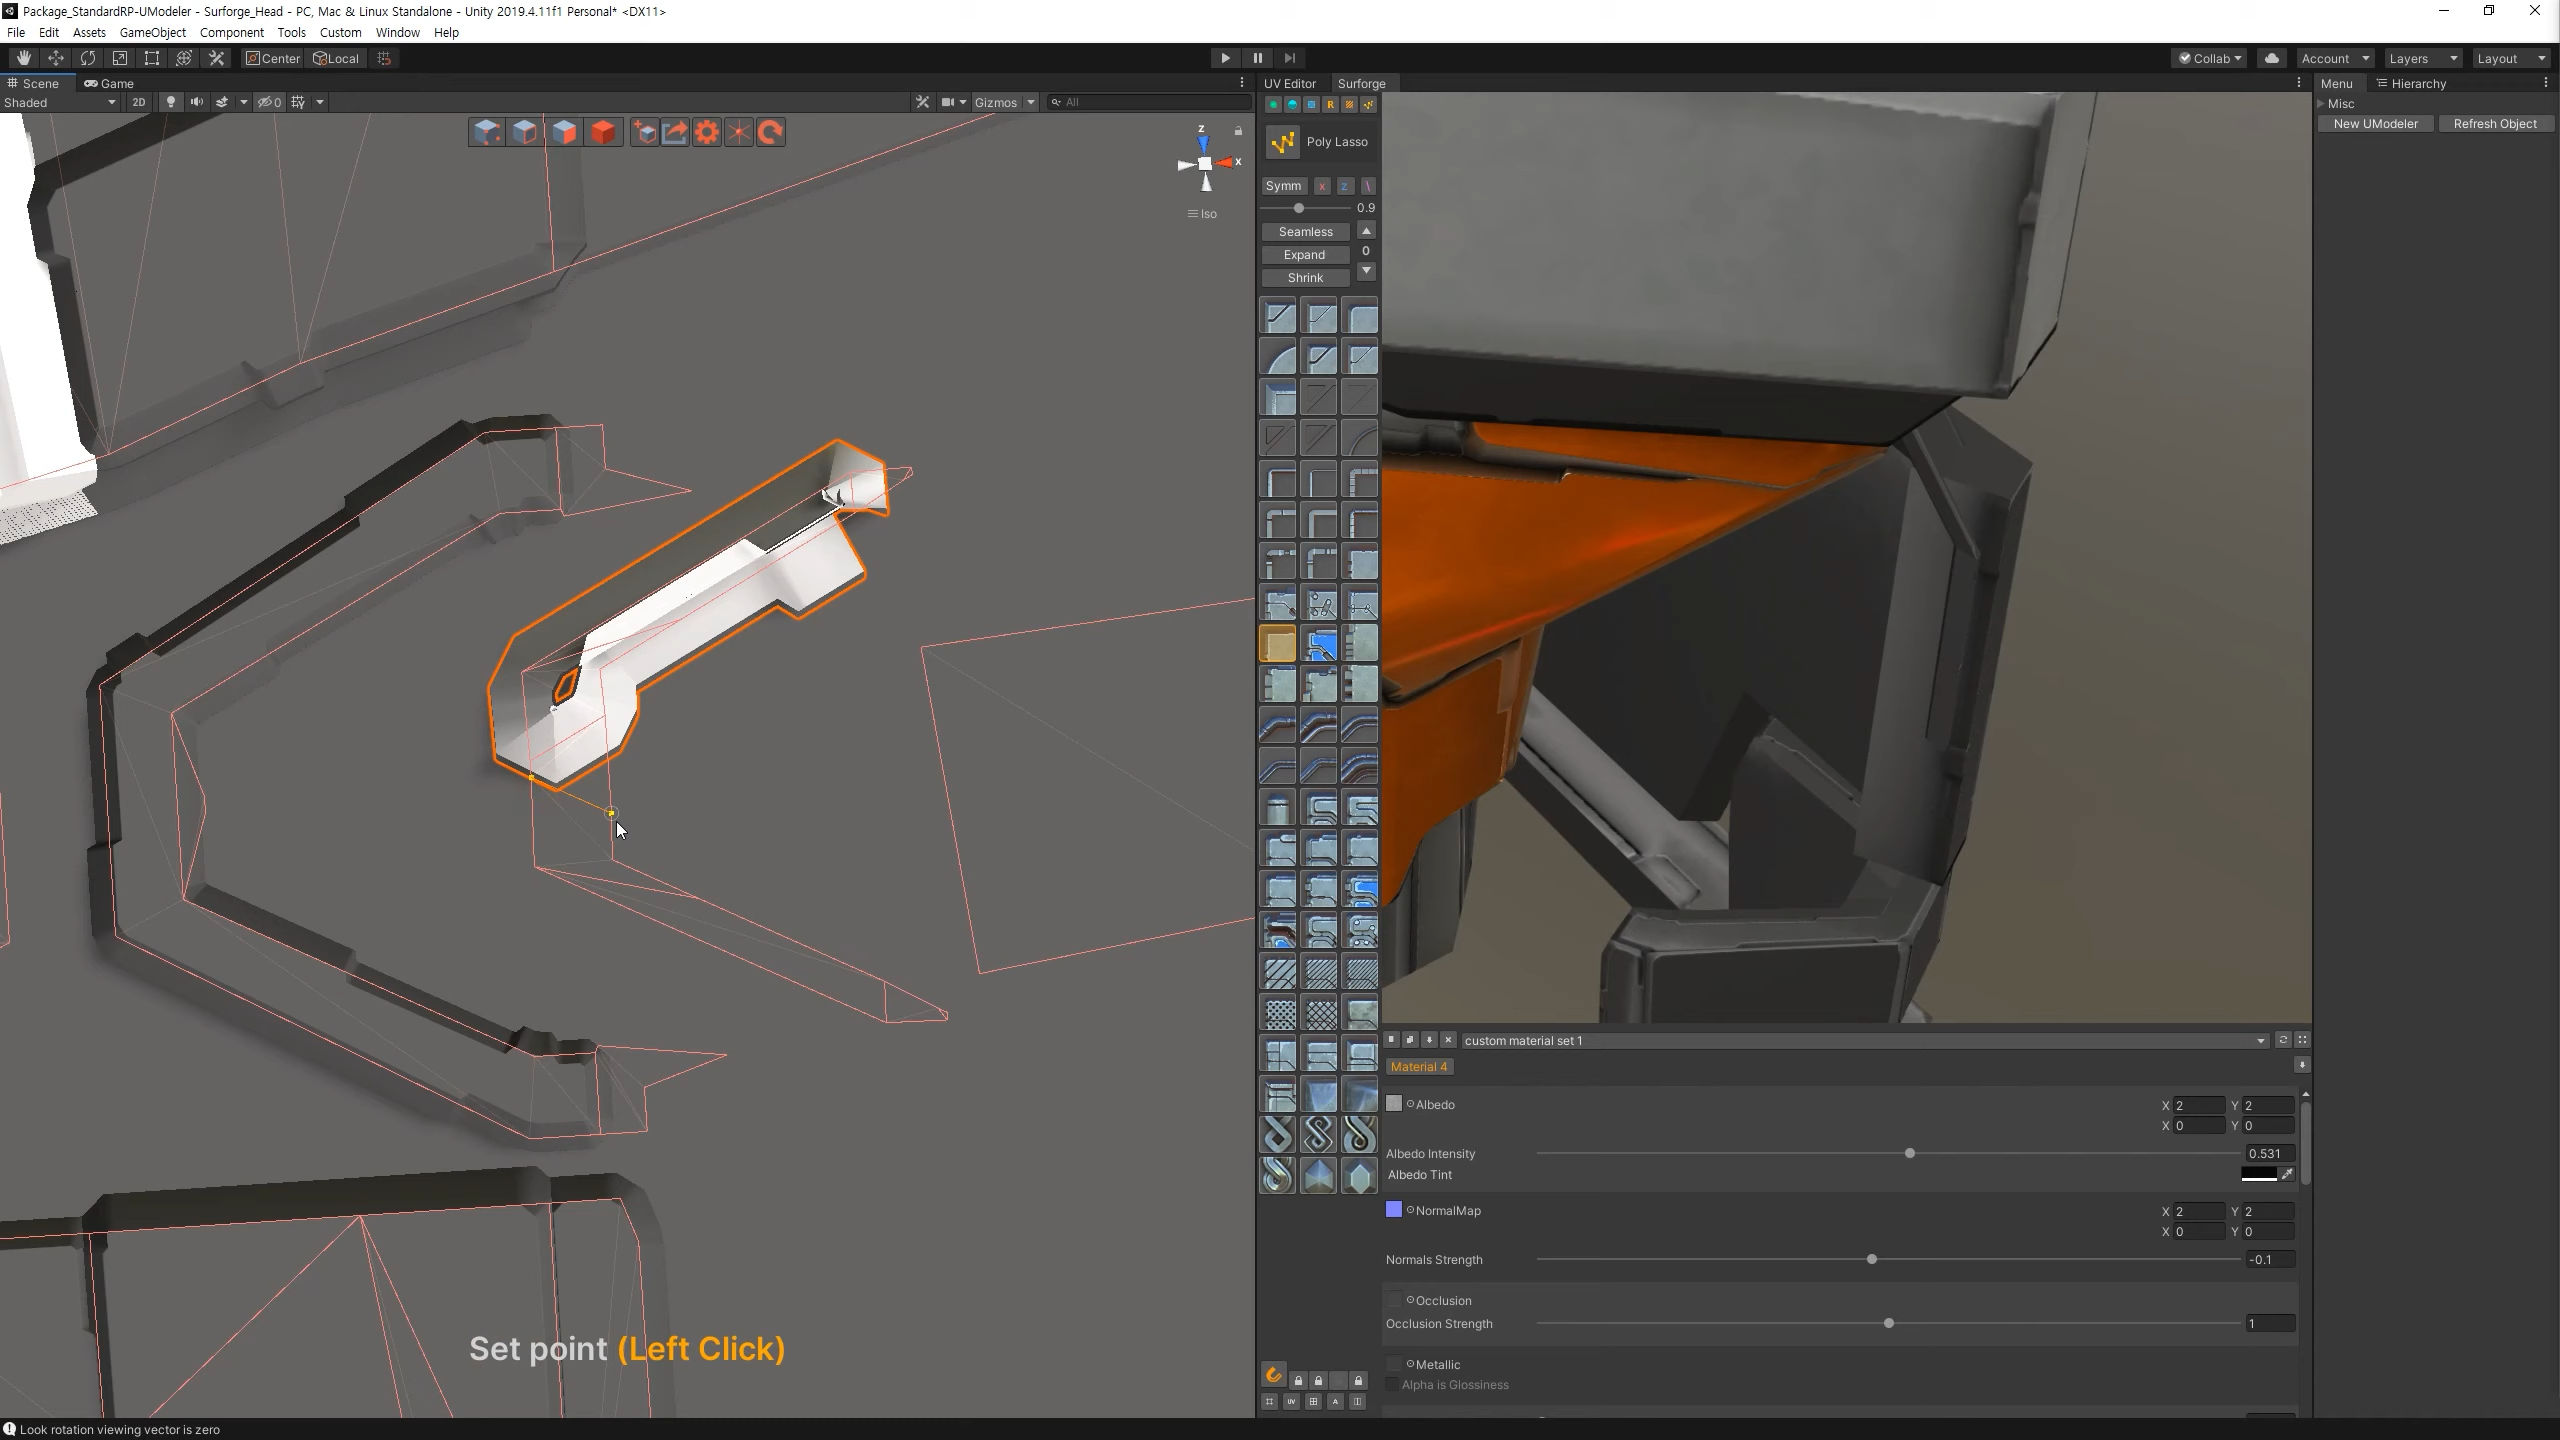 Package_StandardRP-UModeler - Surforge_Head - PC, Mac & Linux Standalone - Unity 2019.4.11f1 Personal* <DX11>
File Edit Assets GameObject Component Tools Custom Window Help
Center Local Collab Account Layers Layout
Scene Game UV Editor Surforge Menu Hierarchy
Shaded 2D 0 Gizmos All R Misc
New UModeler Refresh Object
z
x
Iso
Poly Lasso
Symm x z \
0.9
Seamless
0
Expand
Shrink
custom material set 1
Material 4
Albedo X 2 Y 2
X 0 Y 0
Albedo Intensity 0.531
Albedo Tint
NormalMap X 2 Y 2
X 0 Y 0
Normals Strength -0.1
Occlusion
Occlusion Strength 1
Metallic
Alpha is Glossiness
UV A
Set point (Left Click)
Look rotation viewing vector is zero